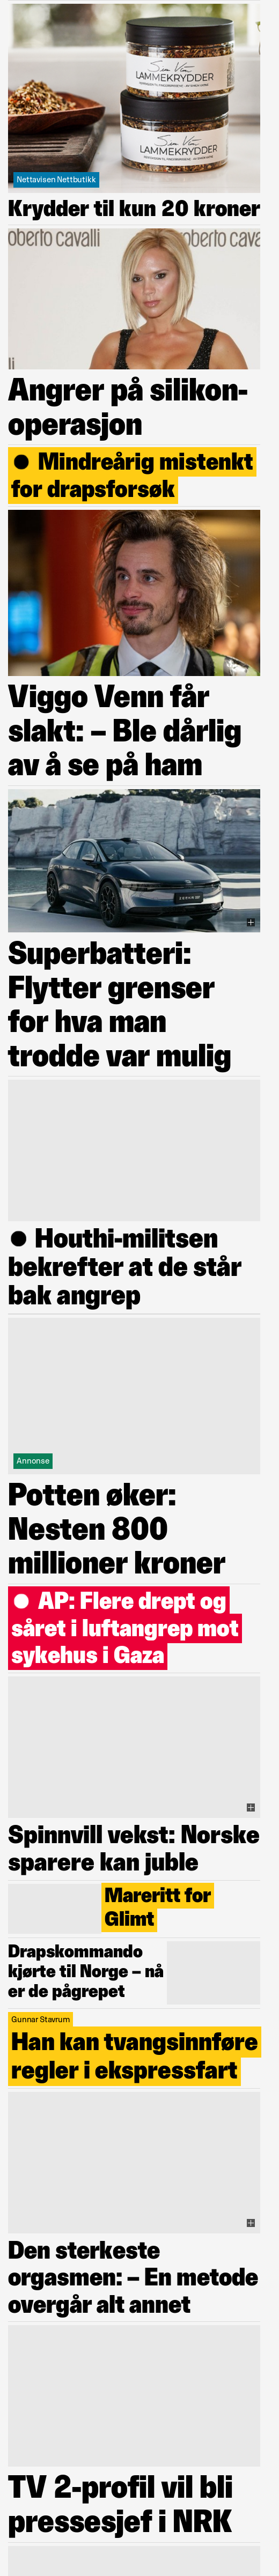 LAMMEKRYDDER
LAMMEKRYDDER
Nettavisen Nettbutikk
Krydder til kun 20 kroner
oberto cavalli
oberto cava
Angrer på silikon-
operasjon
● Mindreårig mistenkt
for drapsforsøk
Viggo Venn får
slakt: – Ble dårlig
av å se på ham
Superbatteri:
Flytter grenser
for hva man
trodde var mulig
● Houthi-militsen
bekrefter at de står
bak angrep
Annonse
Potten øker:
Nesten 800
millioner kroner
● AP: Flere drept og
såret i luftangrep mot
sykehus i Gaza
Spinnvill vekst: Norske
sparere kan juble
Mareritt for
Glimt
Drapskommando
kjørte til Norge – nå
er de pågrepet
Gunnar Stavrum
Han kan tvangsinnføre
regler i ekspressfart
Den sterkeste
orgasmen: – En metode
overgår alt annet
TV 2-profil vil bli
pressesjef i NRK